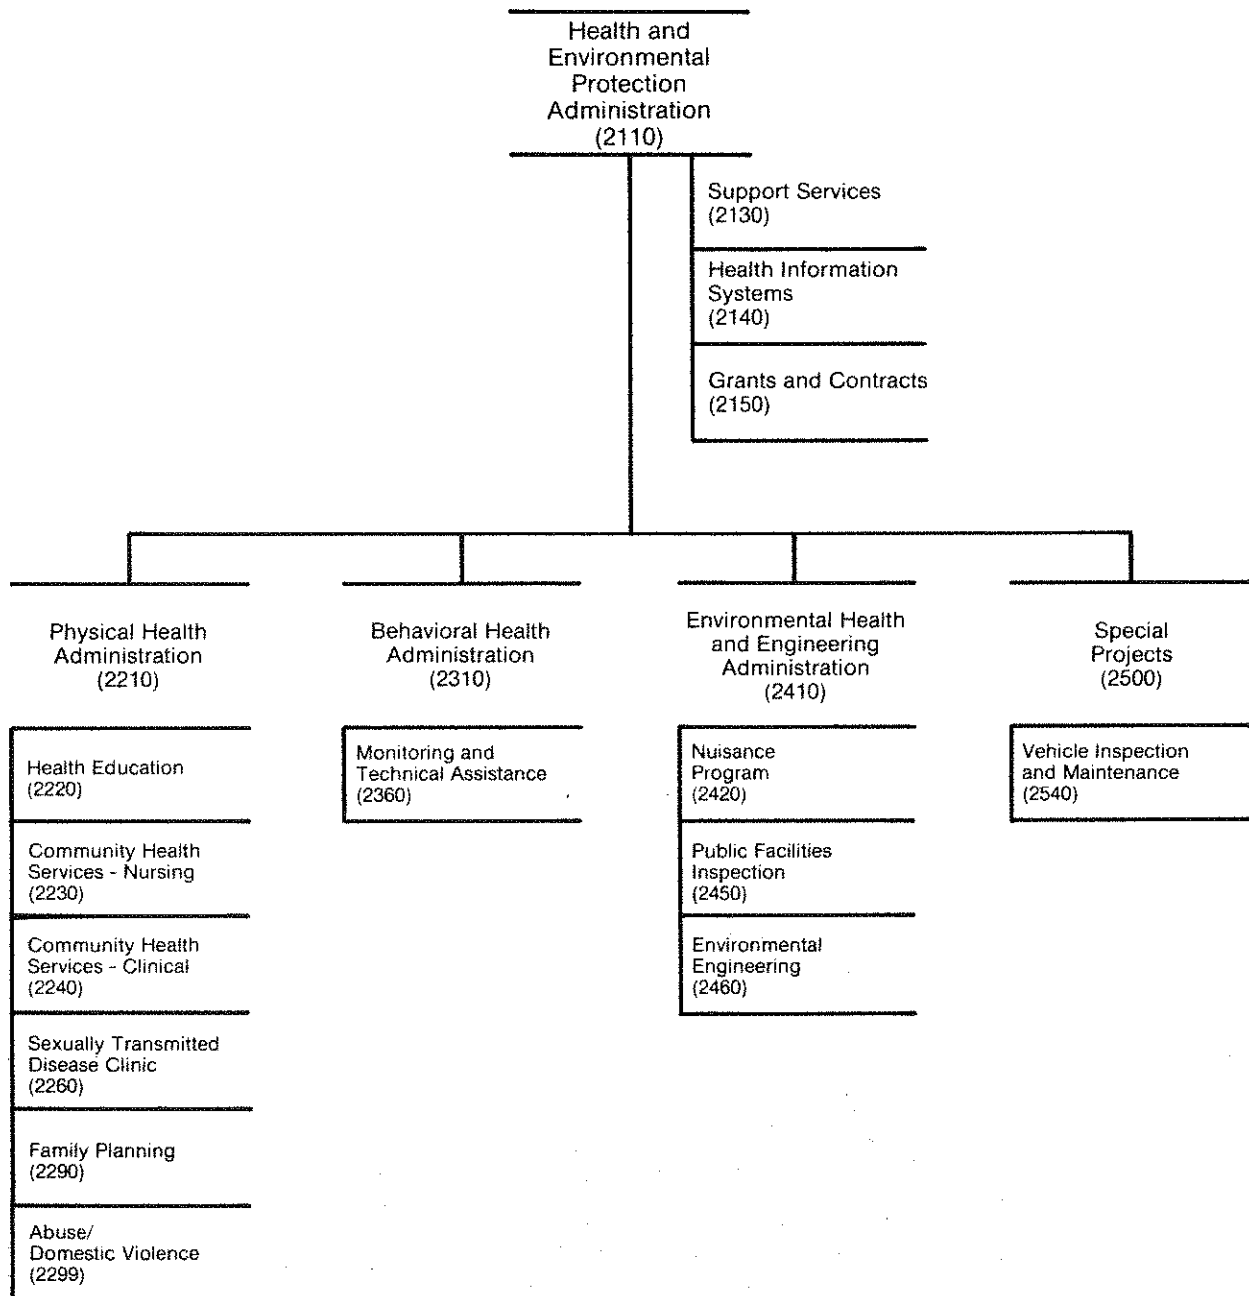 Health and
Environmental
Protection
Administration
(2110)
Support Services
(2130)
Health Information
Systems
(2140)
Grants and Contracts
(2150)
Physical Health
Administration
(2210)
Health Education
(2220)
Community Health
Services - Nursing
(2230)
Community Health
Services - Clinical
(2240)
Sexually Transmitted
Disease Clinic
(2260)
Family Planning
(2290)
Abuse/
Domestic Violence
(2299)
Behavioral Health
Administration
(2310)
Monitoring and
Technical Assistance
(2360)
Environmental Health
and Engineering
Administration
(2410)
Nuisance
Program
(2420)
Public Facilities
Inspection
(2450)
Environmental
Engineering
(2460)
Special
Projects
(2500)
Vehicle Inspection
and Maintenance
(2540)